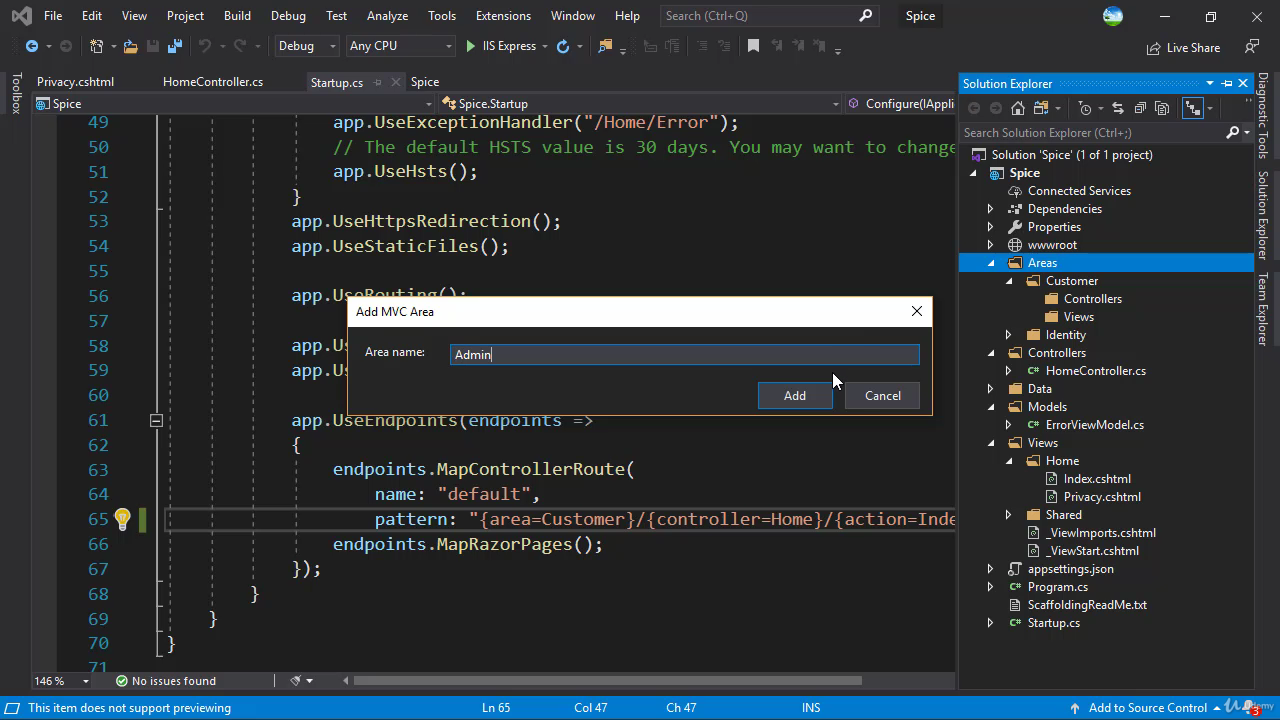 File Edit View Project Build Debug Test Analyze Tools Extensions Window Help Search (Ctrl+Q) Spice
Debug Any CPU IIS Express Live Share
Toolbox
Privacy.cshtml HomeController.cs Startup.cs Spice
Spice Spice.Startup Configure(IAppli
49 app.UseExceptionHandler("/Home/Error");
50 // The default HSTS value is 30 days. You may want to change
51 app.UseHsts();
52 }
53 app.UseHttpsRedirection();
54 app.UseStaticFiles();
55
56 app.UseRouting();
57
58 app.U
59 app.U
60
61 app.UseEndpoints(endpoints =>
62 {
63 endpoints.MapControllerRoute(
64 name: "default",
65 pattern: "{area=Customer}/{controller=Home}/{action=Inde
66 endpoints.MapRazorPages();
67 });
68 }
69 }
70 }
71
Add MVC Area
Area name: Admin
Add Cancel
Solution Explorer
Search Solution Explorer (Ctrl+;)
Solution 'Spice' (1 of 1 project)
Spice
Connected Services
Dependencies
Properties
wwwroot
Areas
Customer
Controllers
Views
Identity
Controllers
HomeController.cs
Data
Models
ErrorViewModel.cs
Views
Home
Index.cshtml
Privacy.cshtml
Shared
_ViewImports.cshtml
_ViewStart.cshtml
appsettings.json
Program.cs
ScaffoldingReadMe.txt
Startup.cs
Diagnostic Tools
Solution Explorer
Team Explorer
146 % No issues found
This item does not support previewing Ln 65 Col 47 Ch 47 INS Add to Source Control 3
Udemy